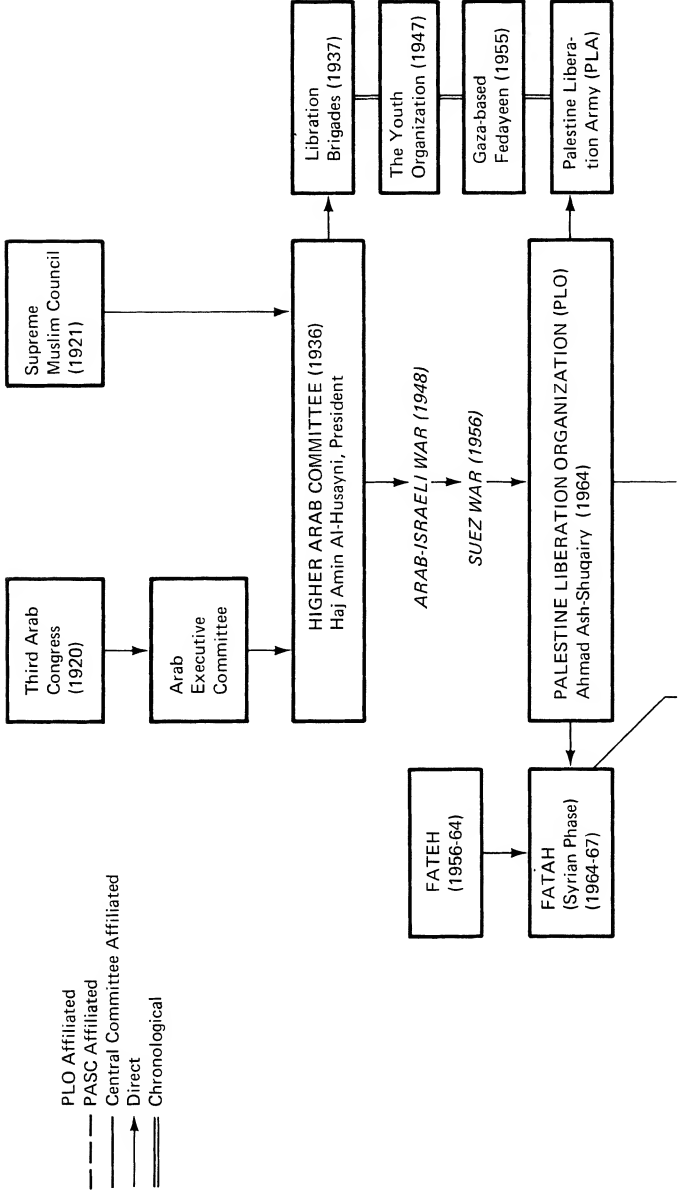 PLO Affiliated
PASC Affiliated
Central Committee Affiliated
Direct
Chronological
Third Arab
Congress
(1920)
Supreme
Muslim Council
(1921)
Arab
Executive
Committee
HIGHER ARAB COMMITTEE (1936)
Haj Amin Al-Husayni, President
Libration
Brigades (1937)
The Youth
Organization (1947)
Gaza-based
Fedayeen (1955)
Palestine Libera-
tion Army (PLA)
ARAB-ISRAELI WAR (1948)
SUEZ WAR (1956)
FATEH
(1956-64)
FATAH
(Syrian Phase)
(1964-67)
PALESTINE LIBERATION ORGANIZATION (PLO)
Ahmad Ash-Shuqairy (1964)